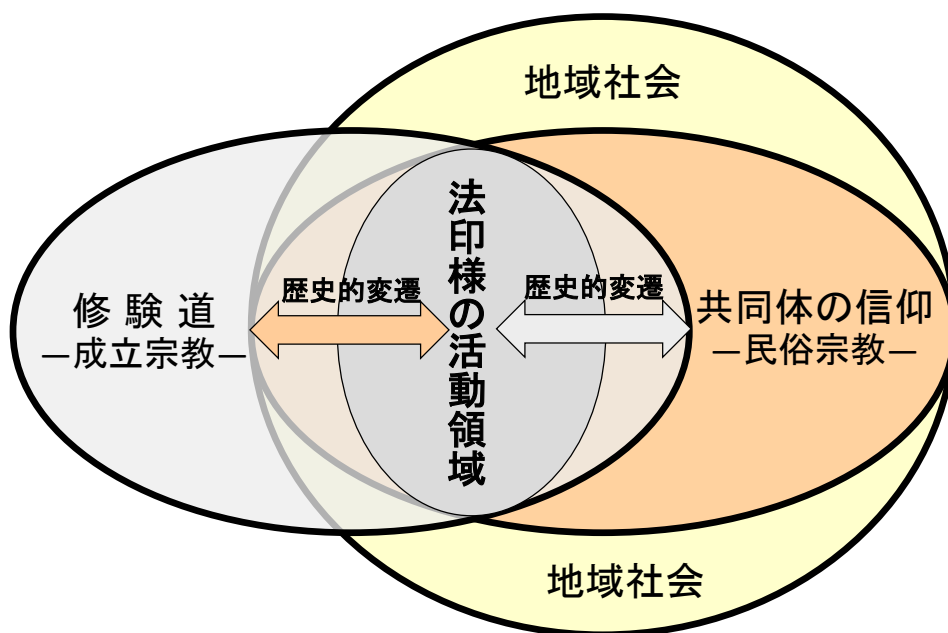 地域社会
法印様の活動領域
歴史的変遷
歴史的変遷
修験道
―成立宗教―
共同体の信仰
―民俗宗教―
地域社会